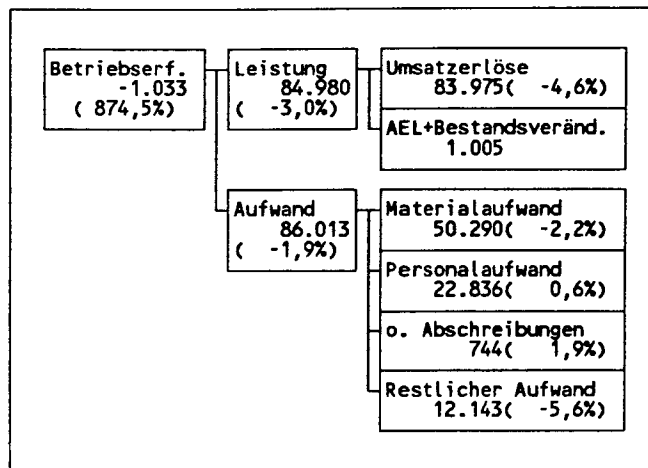 Betriebserf.
-1.033
( 874,5%)
Leistung
84.980
( -3,0%)
Umsatzerlöse
83.975( -4,6%)
AEL+Bestandsveränd.
1.005
Aufwand
86.013
( -1,9%)
Materialaufwand
50.290( -2,2%)
Personalaufwand
22.836( 0,6%)
o. Abschreibungen
744( 1,9%)
Restlicher Aufwand
12.143( -5,6%)